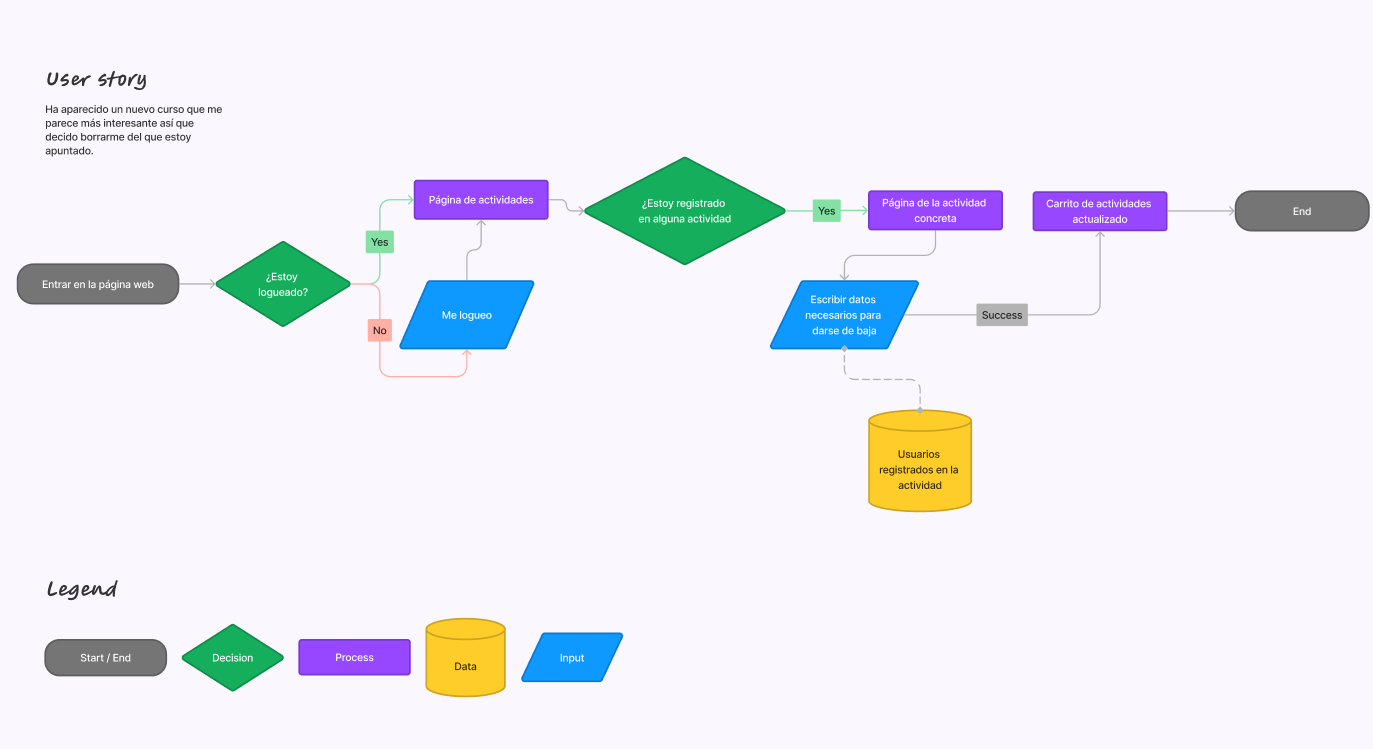 User story
Ha aparecido un nuevo curso que me
parece más interesante así que
decido borrarme del que estoy
apuntado.
Entrar en la página web
¿Estoy
logueado?
Yes
No
Página de actividades
Me logueo
¿Estoy registrado
en alguna actividad
Yes
Página de la actividad
concreta
Escribir datos
necesarios para
darse de baja
Success
Carrito de actividades
actualizado
End
Usuarios
registrados en la
actividad
Legend
Start / End
Decision
Process
Data
Input